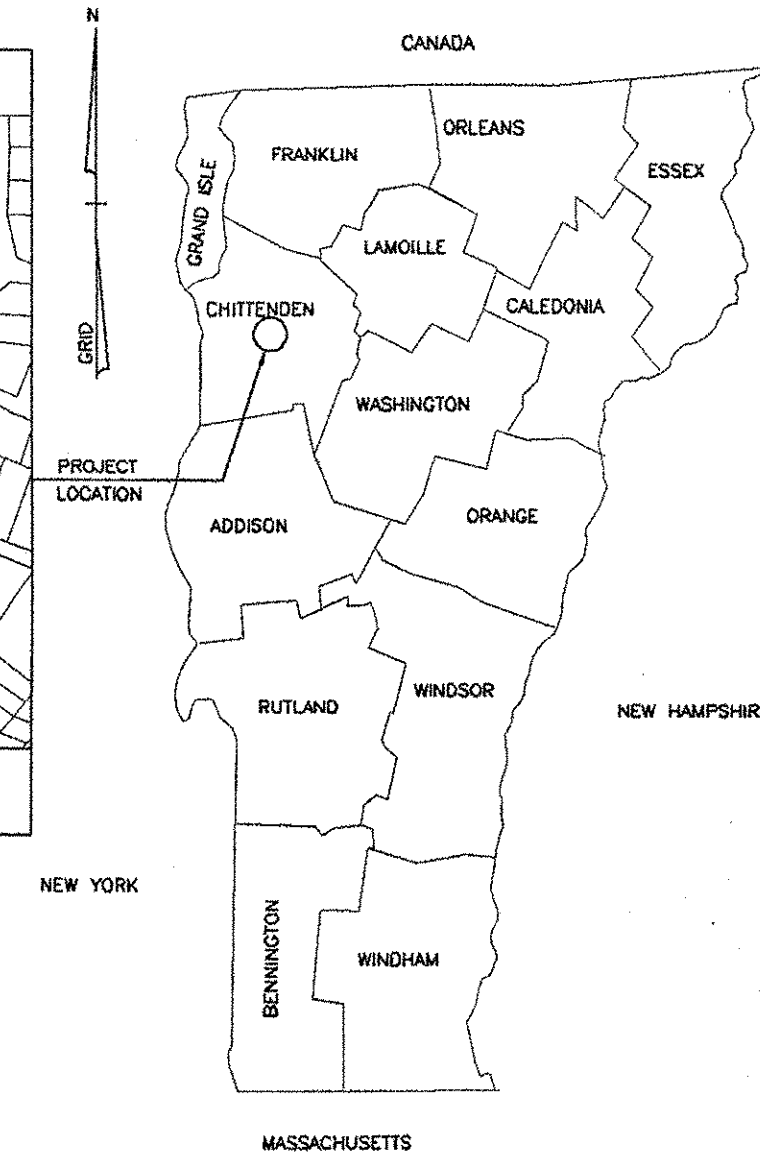 N
CANADA
ORLEANS
FRANKLIN
ESSEX
GRAND ISLE
LAMOILLE
CHITTENDEN
CALEDONIA
GRID
WASHINGTON
PROJECT
LOCATION
ORANGE
ADDISON
WINDSOR
RUTLAND
NEW HAMPSHIR
NEW YORK
BENNINGTON
WINDHAM
MASSACHUSETTS